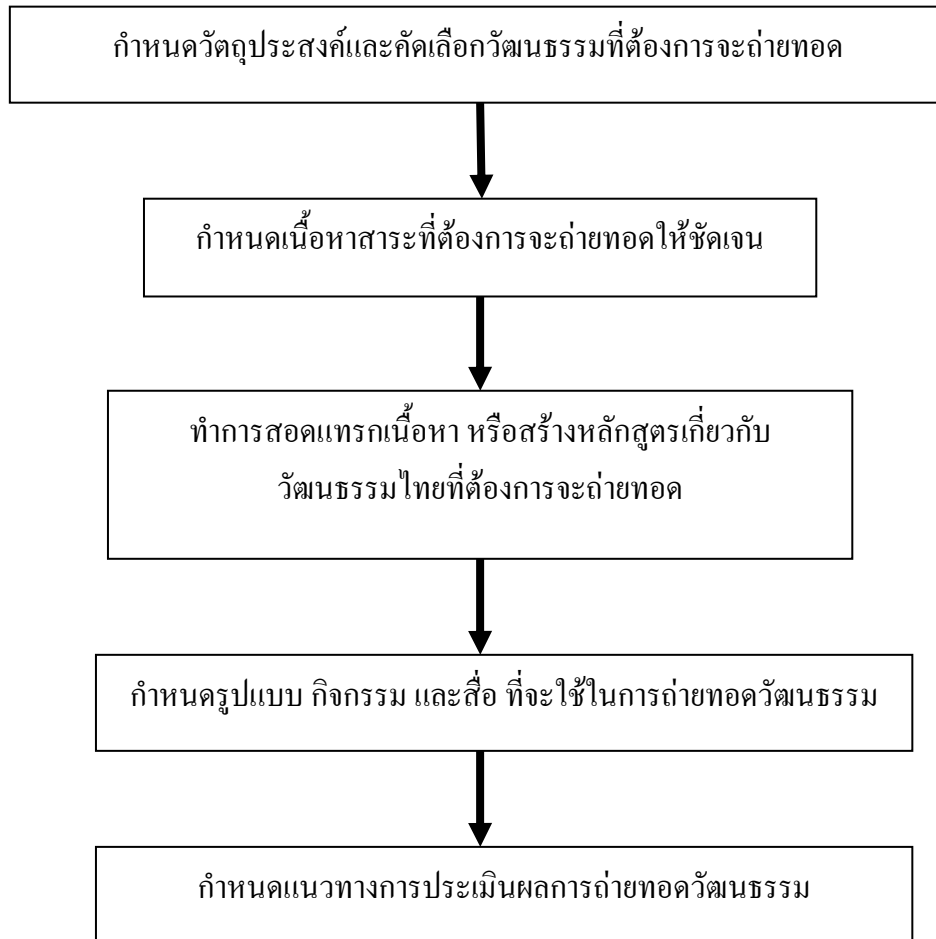 กำหนดวัตถุประสงค์และคัดเลือกวัฒนธรรมที่ต้องการจะถ่ายทอด
กำหนดเนื้อหาสาระที่ต้องการจะถ่ายทอดให้ชัดเจน
ทำการสอดแทรกเนื้อหา หรือสร้างหลักสูตรเกี่ยวกับ
วัฒนธรรมไทยที่ต้องการจะถ่ายทอด
กำหนดรูปแบบ กิจกรรม และสื่อ ที่จะใช้ในการถ่ายทอดวัฒนธรรม
กำหนดแนวทางการประเมินผลการถ่ายทอดวัฒนธรรม